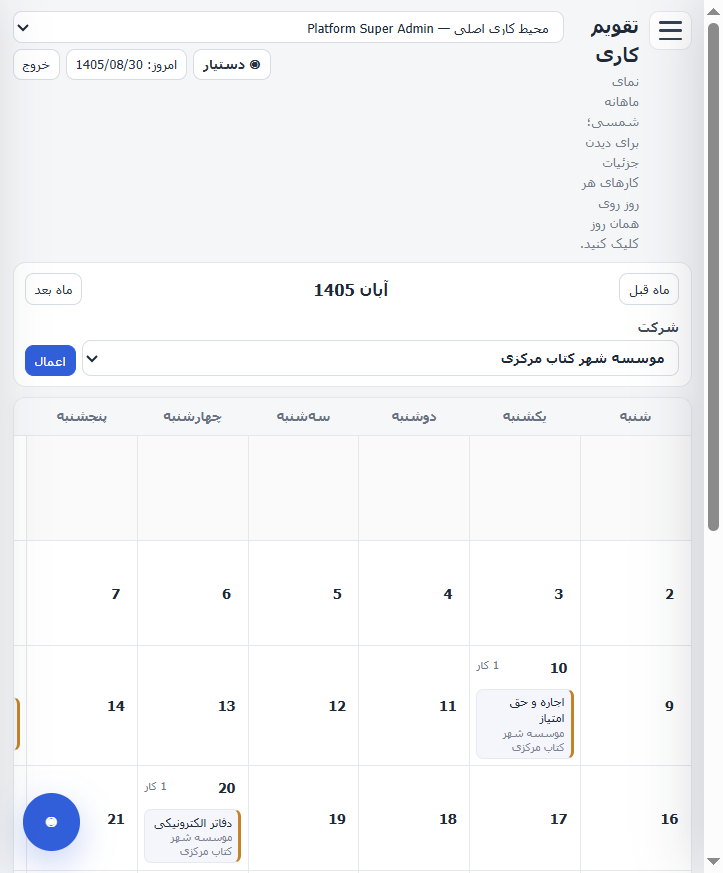 تقویم
کاری
نمای
ماهانه
شمسی؛
برای دیدن
جزئیات
کارهای هر
روز روی
همان روز
کلیک کنید.
محیط کاری اصلی — Platform Super Admin
◉ دستیار
امروز: 1405/08/30
خروج
ماه قبل
آبان 1405
ماه بعد
شرکت
موسسه شهر کتاب مرکزی
اعمال
شنبه یکشنبه دوشنبه سه‌شنبه چهارشنبه پنجشنبه
2 3 4 5 6 7
9
10
1 کار
اجاره و حق
امتیاز
موسسه شهر
کتاب مرکزی
11 12 13 14
16 17 18 19
20
1 کار
دفاتر الکترونیکی
موسسه شهر
کتاب مرکزی
21